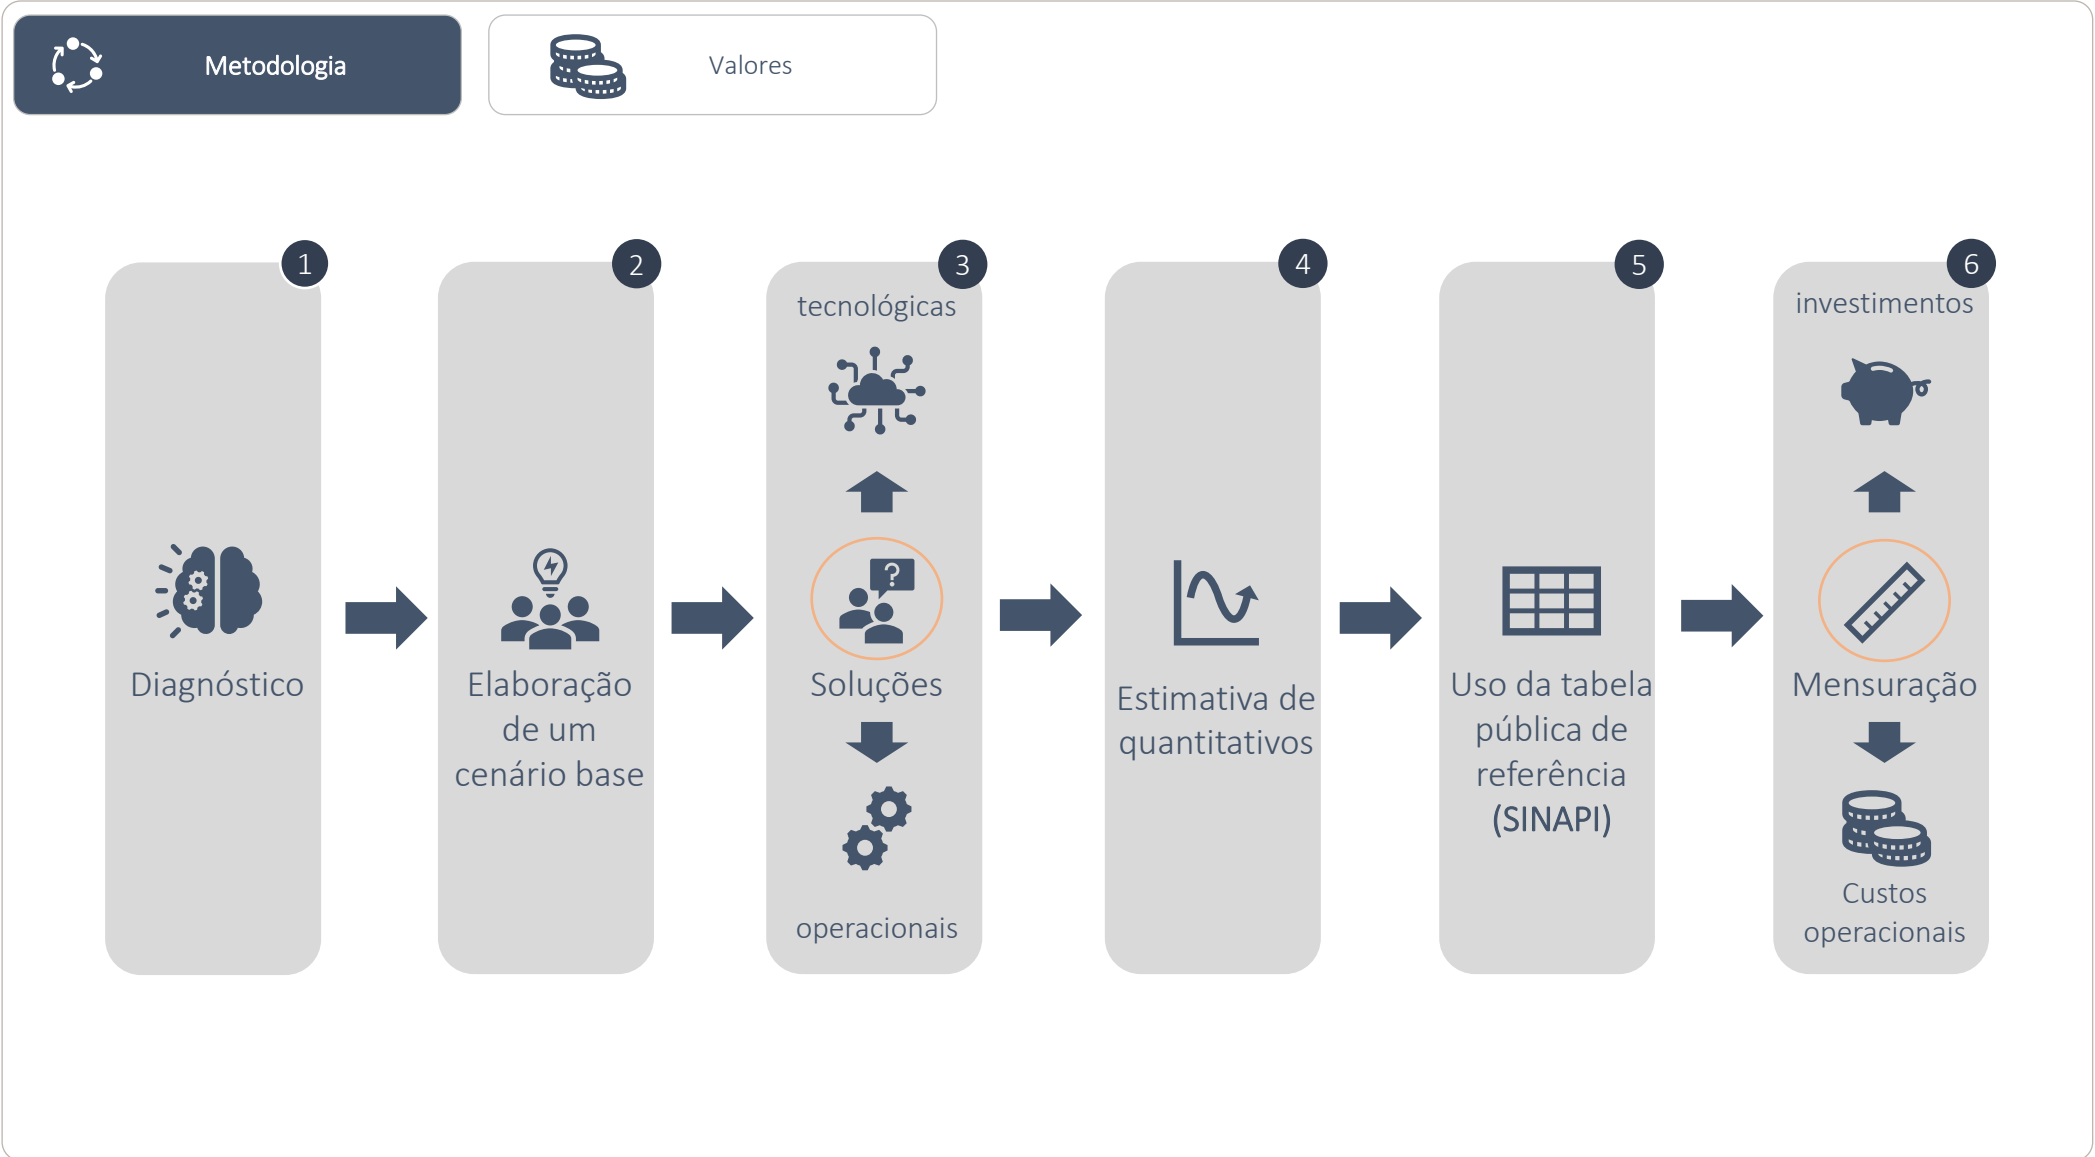 Metodologia
Valores
1
Diagnóstico
2
Elaboração
de um
cenário base
3
tecnológicas
?
Soluções
operacionais
4
Estimativa de
quantitativos
5
Uso da tabela
pública de
referência
(SINAPI)
6
investimentos
Mensuração
Custos
operacionais